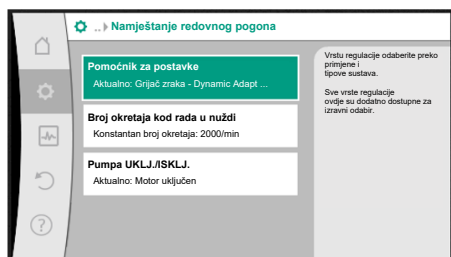 ..▸ Namještanje redovnog pogona
Pomoćnik za postavke
Aktualno: Grijač zraka - Dynamic Adapt ...
Broj okretaja kod rada u nuždi
Konstantan broj okretaja: 2000/min
Pumpa UKLJ./ISKLJ.
Aktualno: Motor uključen
Vrstu regulacije odaberite preko
primjene i
tipove sustava.
Sve vrste regulacije
ovdje su dodatno dostupne za
izravni odabir.
?